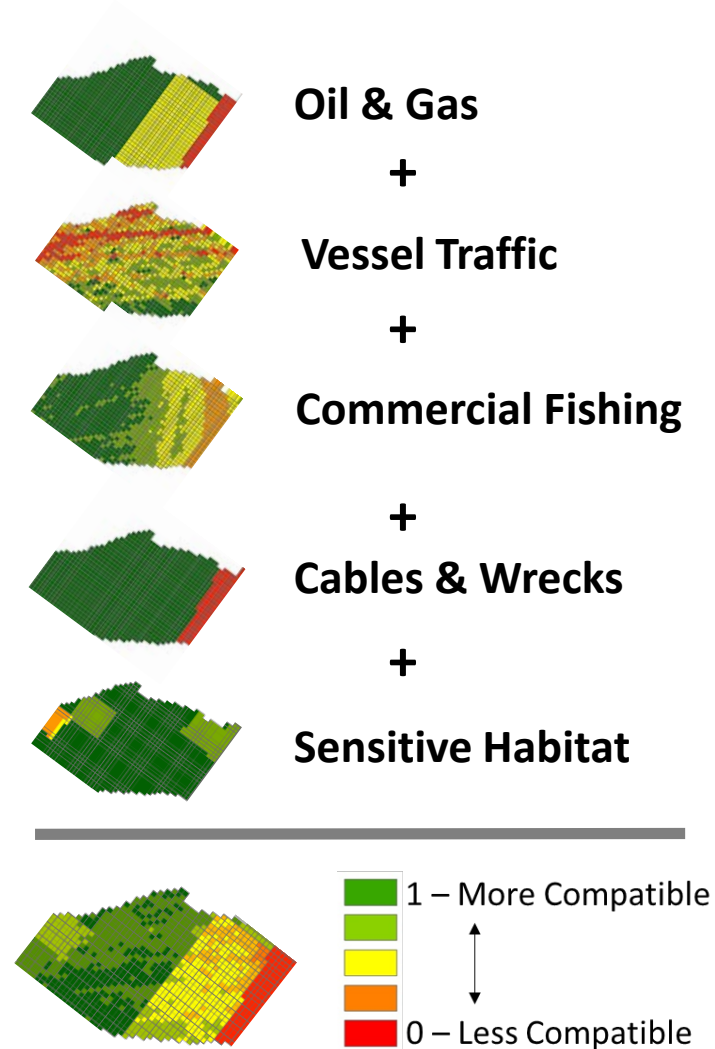 Oil & Gas
+
Vessel Traffic
+
Commercial Fishing
+
Cables & Wrecks
+
Sensitive Habitat
1 – More Compatible
0 – Less Compatible